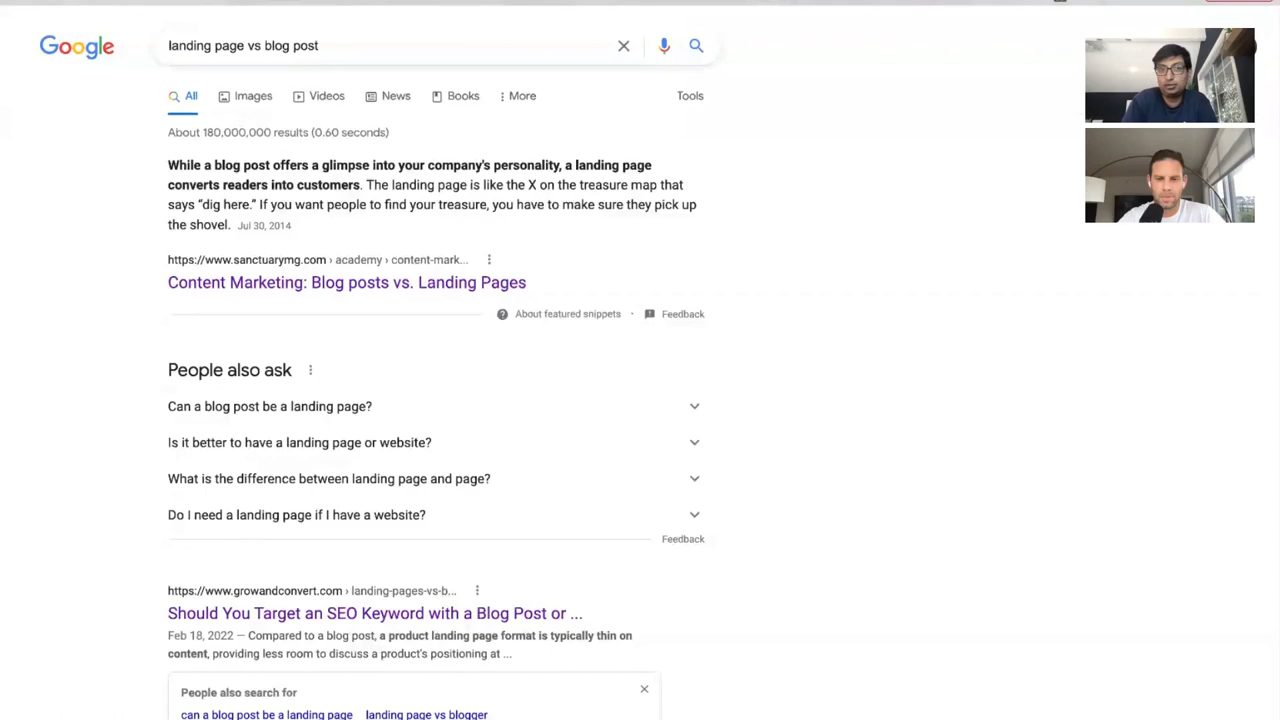 Google
landing page vs blog post
All Images Videos News Books More Tools
About 180,000,000 results (0.60 seconds)
While a blog post offers a glimpse into your company's personality, a landing page
converts readers into customers. The landing page is like the X on the treasure map that
says “dig here.” If you want people to find your treasure, you have to make sure they pick up
the shovel. Jul 30, 2014
https://www.sanctuarymg.com › academy › content-mark...
Content Marketing: Blog posts vs. Landing Pages
About featured snippets • Feedback
People also ask
Can a blog post be a landing page?
Is it better to have a landing page or website?
What is the difference between landing page and page?
Do I need a landing page if I have a website?
Feedback
https://www.growandconvert.com › landing-pages-vs-b...
Should You Target an SEO Keyword with a Blog Post or ...
Feb 18, 2022 — Compared to a blog post, a product landing page format is typically thin on
content, providing less room to discuss a product's positioning at ...
People also search for
can a blog post be a landing page landing page vs blogger